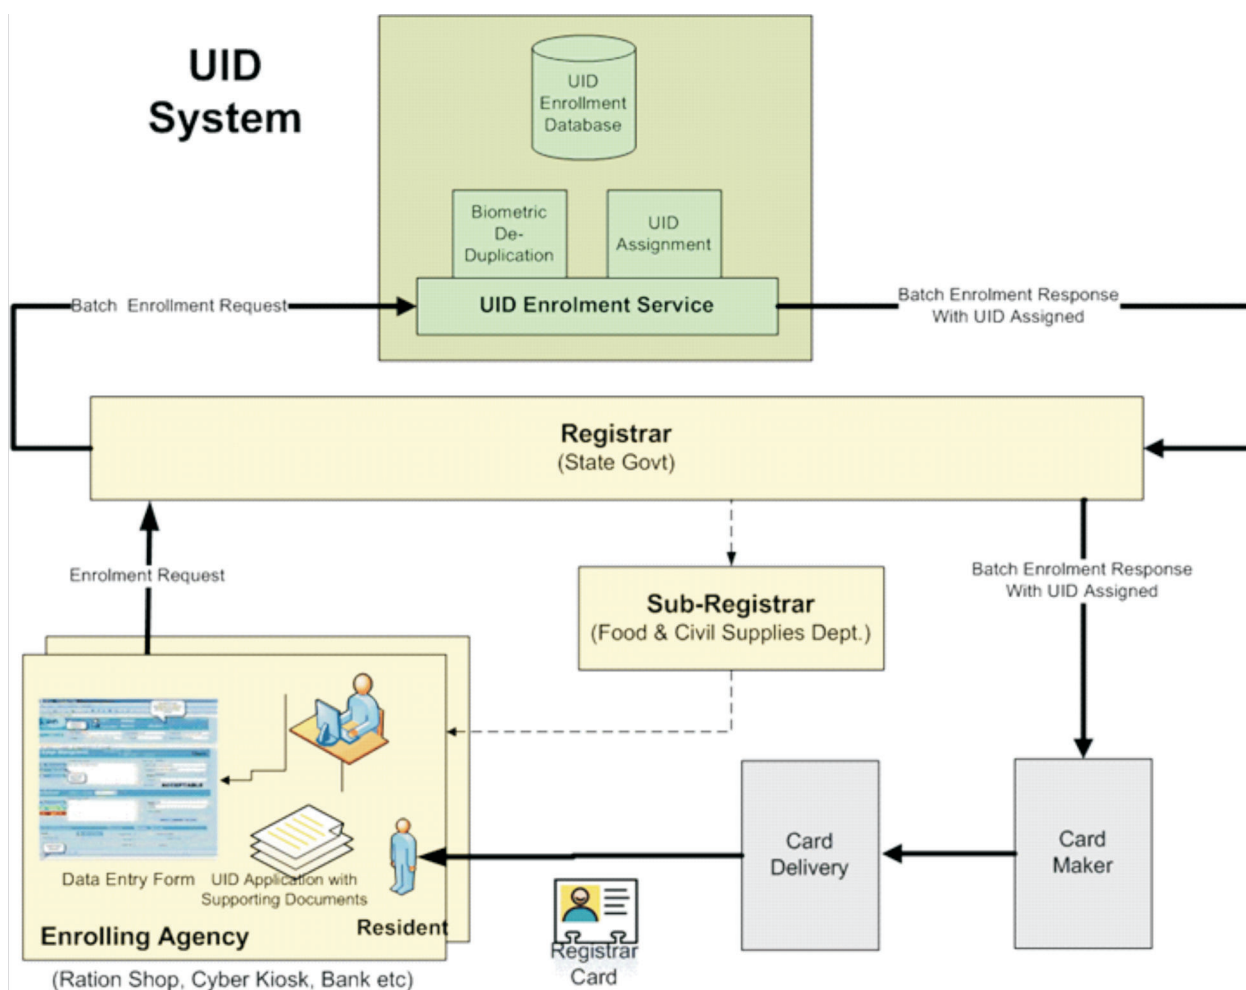 UID
System
UID
Enrollment
Database
Biometric
De-
Duplication
UID
Assignment
UID Enrolment Service
Batch Enrollment Request
Batch Enrolment Response
With UID Assigned
Registrar
(State Govt)
Enrolment Request
Batch Enrolment Response
With UID Assigned
Sub-Registrar
(Food & Civil Supplies Dept.)
ACCEPTABLE
Data Entry Form
UID Application with
Supporting Documents
Resident
Enrolling Agency
(Ration Shop, Cyber Kiosk, Bank etc)
Card
Delivery
Card
Maker
Registrar
Card